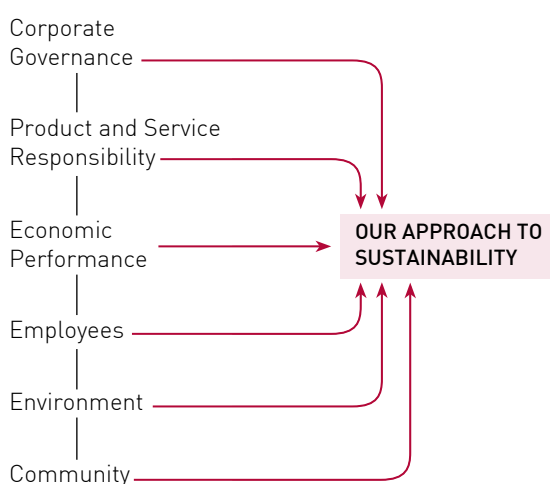 Corporate
Governance
Product and Service
Responsibility
Economic
Performance
OUR APPROACH TO
SUSTAINABILITY
Employees
Environment
Community